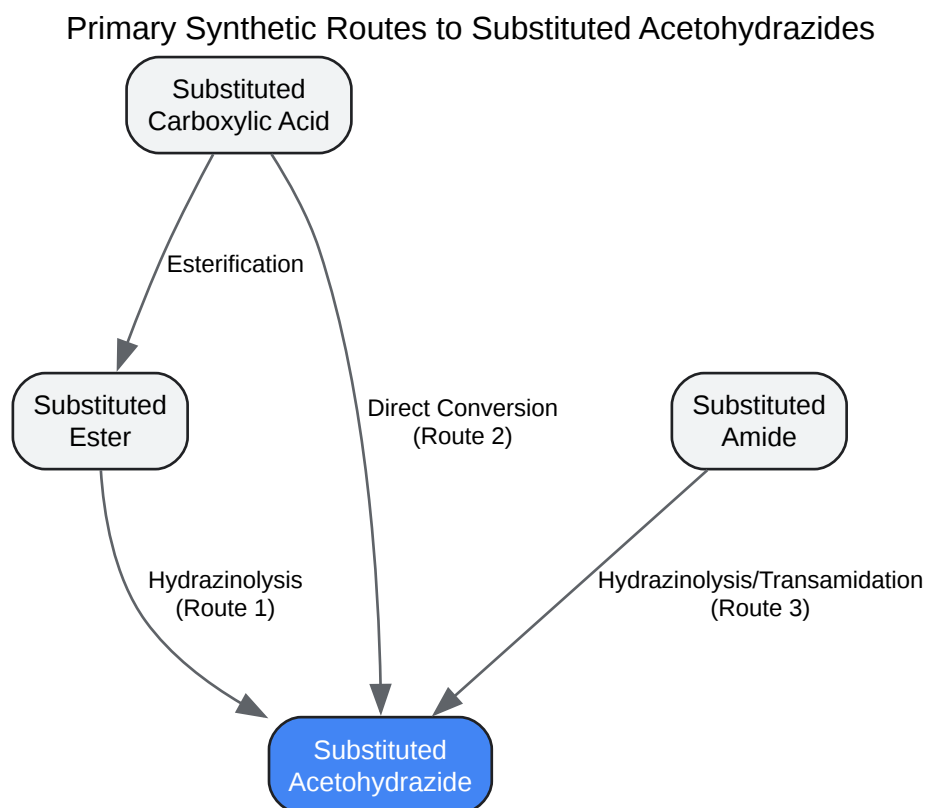 Primary Synthetic Routes to Substituted Acetohydrazides
Substituted
Carboxylic Acid
Esterification
Substituted
Ester
Direct Conversion
(Route 2)
Substituted
Amide
Hydrazinolysis
(Route 1)
Hydrazinolysis/Transamidation
(Route 3)
Substituted
Acetohydrazide